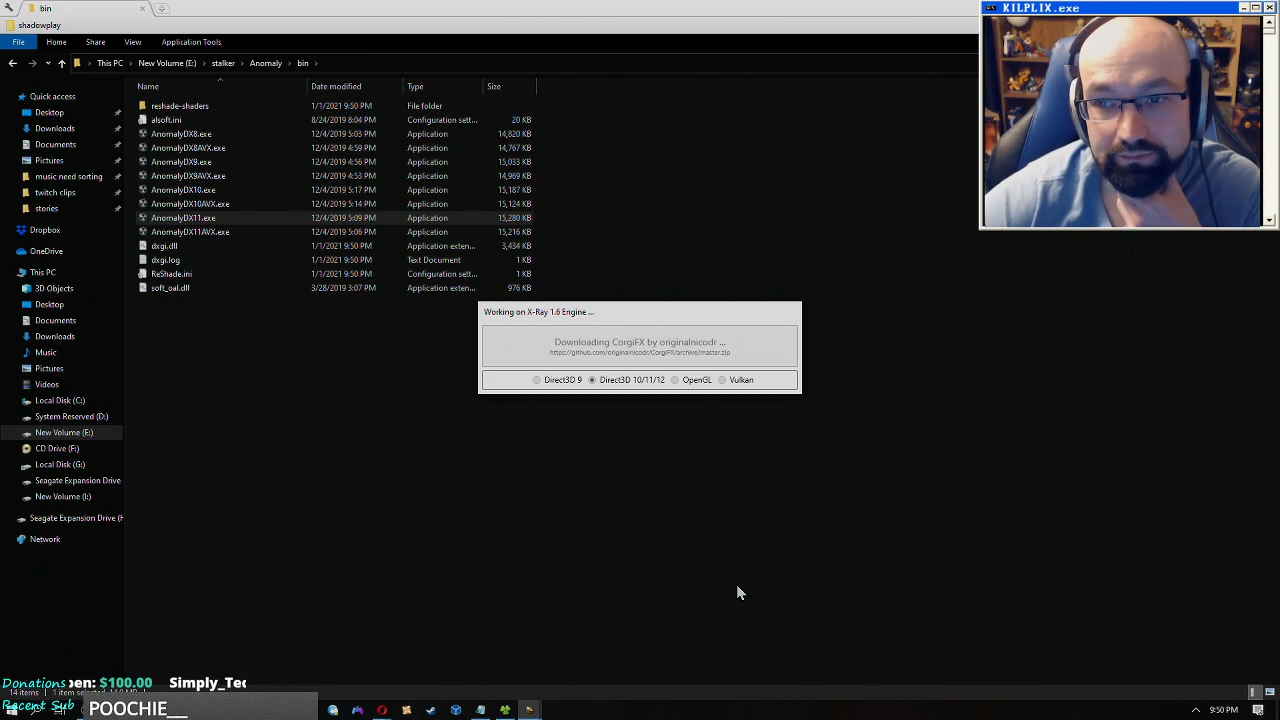 bin
KILPLIX.exe
shadowplay
File Home Share View Application Tools
This PC New Volume (E:) stalker Anomaly bin
Name Date modified Type Size
Quick access
Desktop
Downloads
Documents
Pictures
music need sorting
twitch clips
stories
Dropbox
OneDrive
This PC
3D Objects
Desktop
Documents
Downloads
Music
Pictures
Videos
Local Disk (C:)
System Reserved (D:)
New Volume (E:)
CD Drive (F:)
Local Disk (G:)
Seagate Expansion Drive
New Volume (I:)
Seagate Expansion Drive (H
Network
reshade-shaders 1/1/2021 9:50 PM File folder
alsoft.ini 8/24/2019 8:04 PM Configuration sett... 20 KB
AnomalyDX8.exe 12/4/2019 5:03 PM Application 14,820 KB
AnomalyDX8AVX.exe 12/4/2019 4:59 PM Application 14,767 KB
AnomalyDX9.exe 12/4/2019 4:56 PM Application 15,033 KB
AnomalyDX9AVX.exe 12/4/2019 4:53 PM Application 14,969 KB
AnomalyDX10.exe 12/4/2019 5:17 PM Application 15,187 KB
AnomalyDX10AVX.exe 12/4/2019 5:14 PM Application 15,124 KB
AnomalyDX11.exe 12/4/2019 5:09 PM Application 15,280 KB
AnomalyDX11AVX.exe 12/4/2019 5:06 PM Application 15,216 KB
dxgi.dll 1/1/2021 9:50 PM Application exten... 3,434 KB
dxgi.log 1/1/2021 9:50 PM Text Document 1 KB
ReShade.ini 1/1/2021 9:50 PM Configuration sett... 1 KB
soft_oal.dll 3/28/2019 3:07 PM Application exten... 976 KB
Working on X-Ray 1.6 Engine ...
Downloading CorgiFX by originalnicodr ...
https://github.com/originalnicodr/CorgiFX/archive/master.zip
Direct3D 9 Direct3D 10/11/12 OpenGL Vulkan
Donations en: $100.00 Simply_Tec
14 items 1 item selected
Recent Sub POOCHIE__
9:50 PM